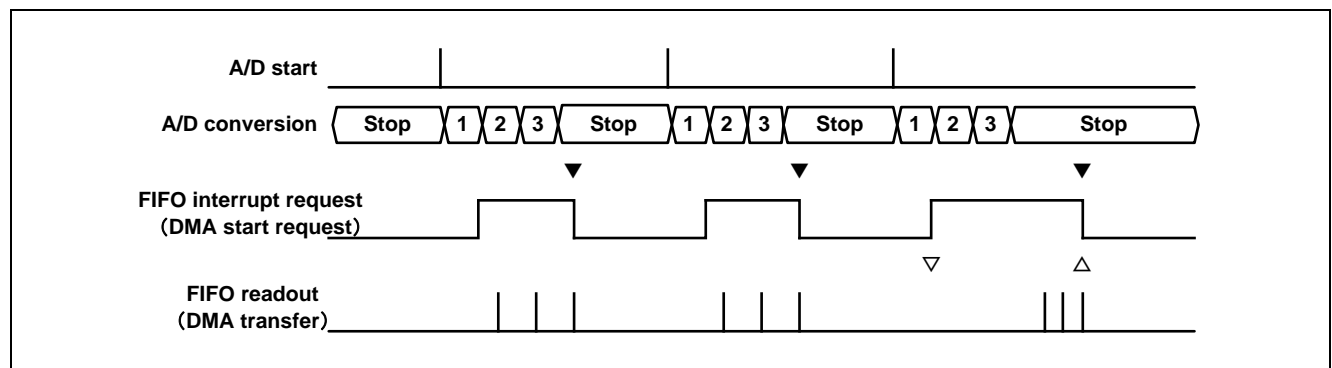 A/D start
A/D conversion Stop 1 2 3 Stop 1 2 3 Stop 1 2 3 Stop
FIFO interrupt request
（DMA start request）
FIFO readout
（DMA transfer）